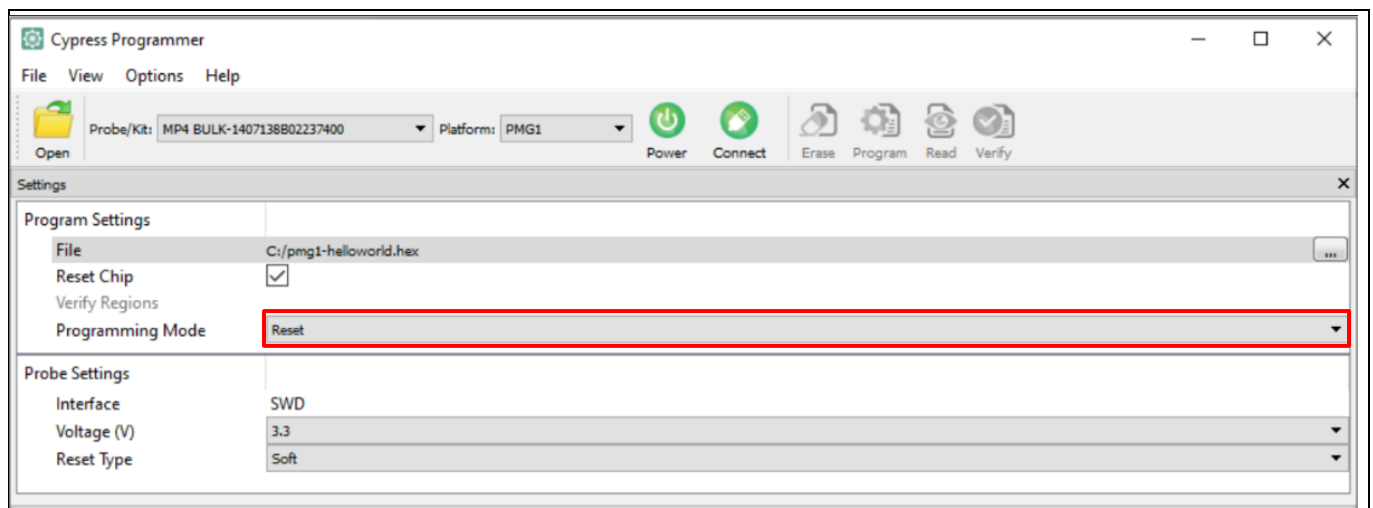 Cypress Programmer
File View Options Help
Open
Probe/Kit: MP4 BULK-1407138B02237400
Platform: PMG1
Power
Connect
Erase
Program
Read
Verify
Settings
Program Settings
File C:/pmg1-helloworld.hex ...
Reset Chip
Verify Regions
Programming Mode Reset
Probe Settings
Interface SWD
Voltage (V) 3.3
Reset Type Soft